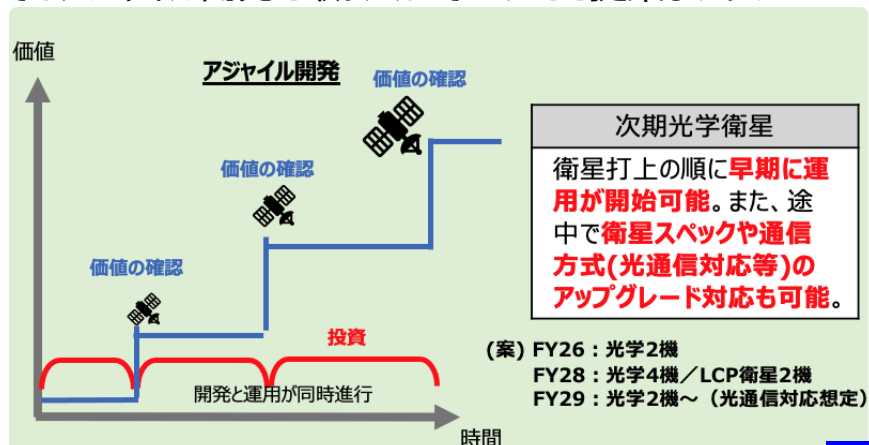 価値
アジャイル開発
価値の確認
価値の確認
価値の確認
次期光学衛星
衛星打上の順に早期に運
用が開始可能。また、途
中で衛星スペックや通信
方式(光通信対応等)の
アップグレード対応も可能。
投資
開発と運用が同時進行
時間
(案) FY26：光学2機
FY28：光学4機／LCP衛星2機
FY29：光学2機～（光通信対応想定）